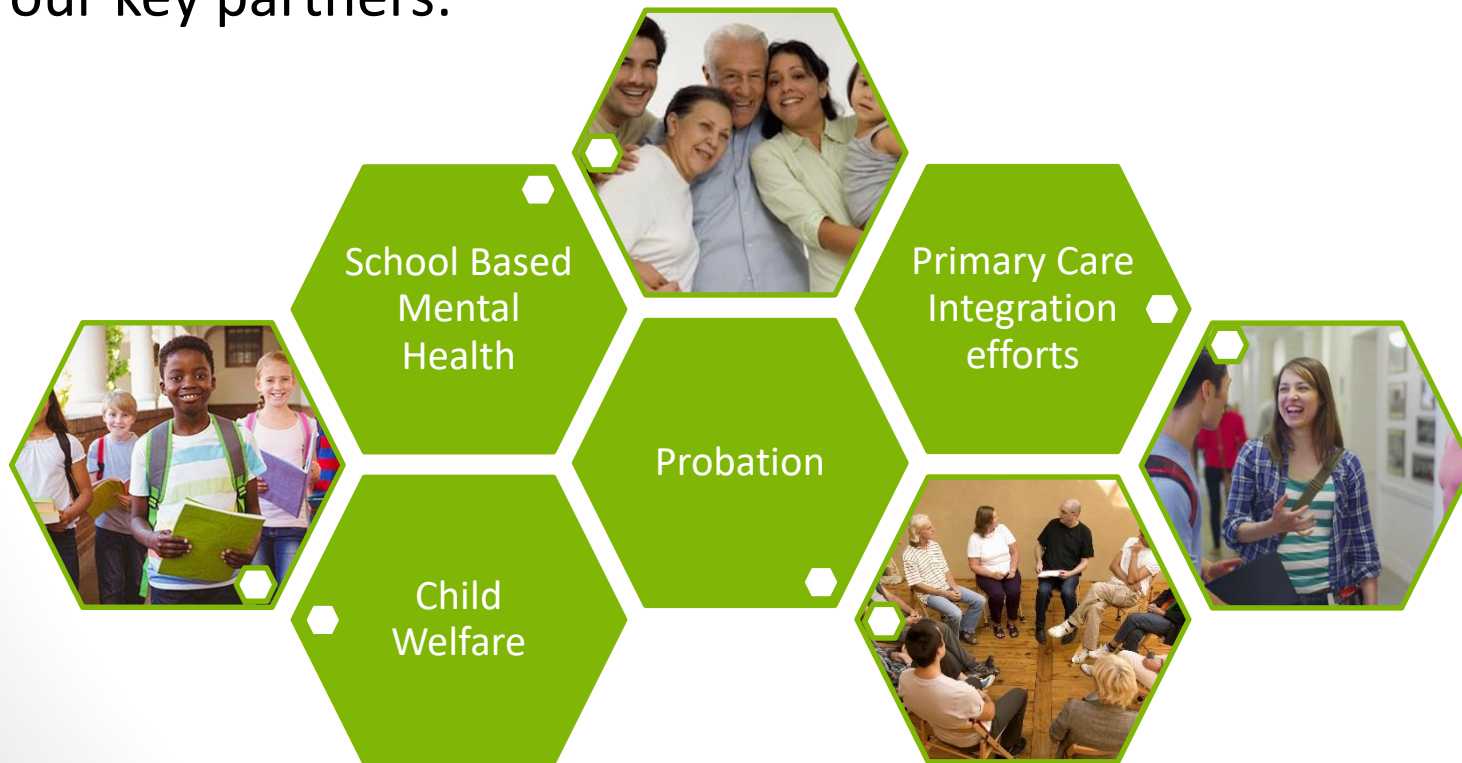 our key partners:
School Based
Mental
Health
Primary Care
Integration
efforts
Probation
Child
Welfare